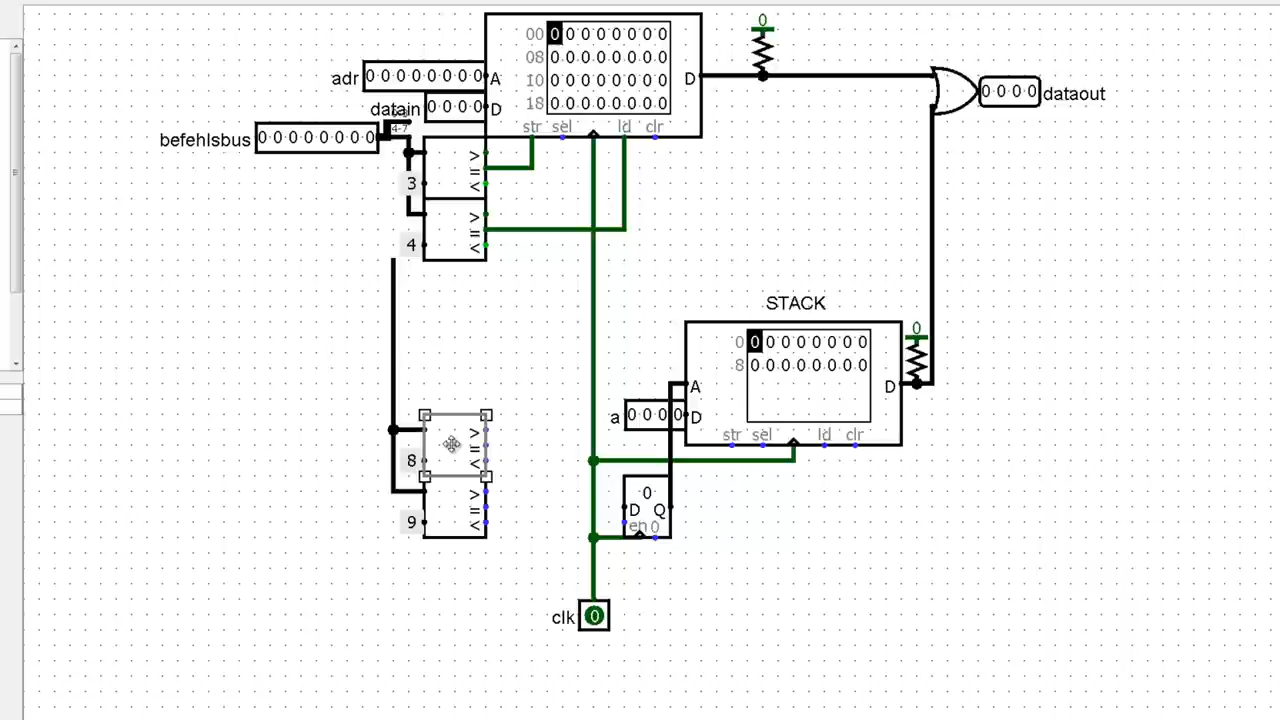 0
00 0 0 0 0 0 0 0 0
08 0 0 0 0 0 0 0 0
10 0 0 0 0 0 0 0 0
18 0 0 0 0 0 0 0 0
adr 0 0 0 0 0 0 0 0 A
D
0 0 0 0 dataout
datain 0 0 0 0 D
4-7
str sel ld clr
befehlsbus 0 0 0 0 0 0 0 0
> = <
3
> = <
4
STACK
0
0 0 0 0 0 0 0 0 0
8 0 0 0 0 0 0 0 0
A
D
a 0 0 0 0 D
str sel ld clr
> = <
8
> = <
9
0
D Q
en 0
clk 0